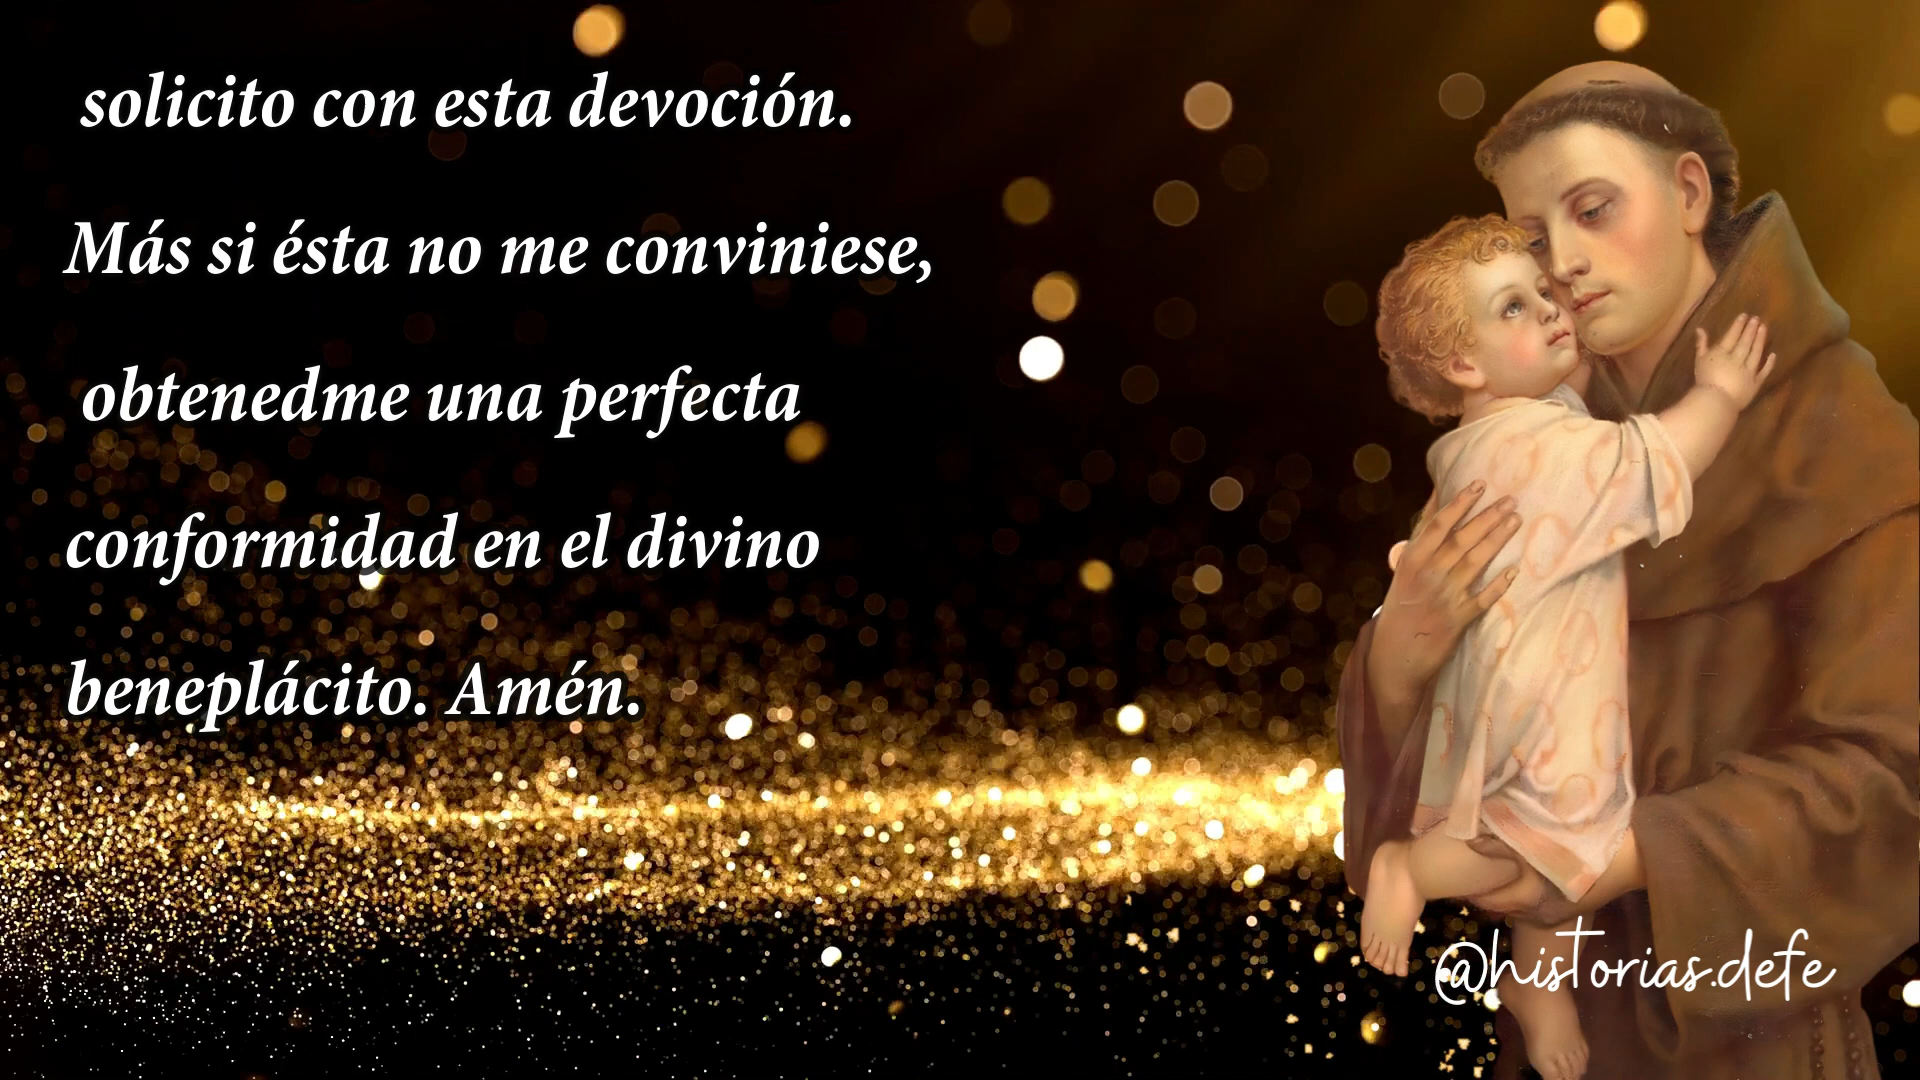 solicito con esta devoción.
Más si ésta no me conviniese,
obtenedme una perfecta
conformidad en el divino
beneplácito. Amén.
@historias.defe